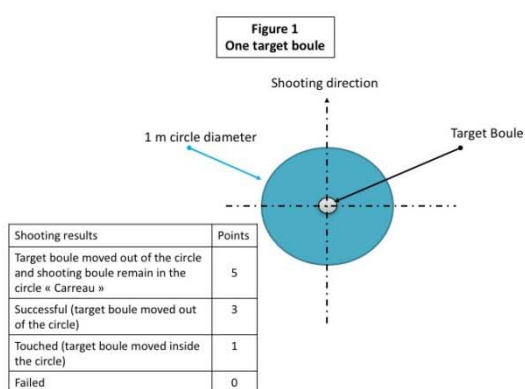 Figure 1
One target boule
Shooting direction
1 m circle diameter
Target Boule
Shooting results Points
Target boule moved out of the circle
and shooting boule remain in the
circle « Carreau » 5
Successful (target boule moved out
of the circle) 3
Touched (target boule moved inside
the circle) 1
Failed 0